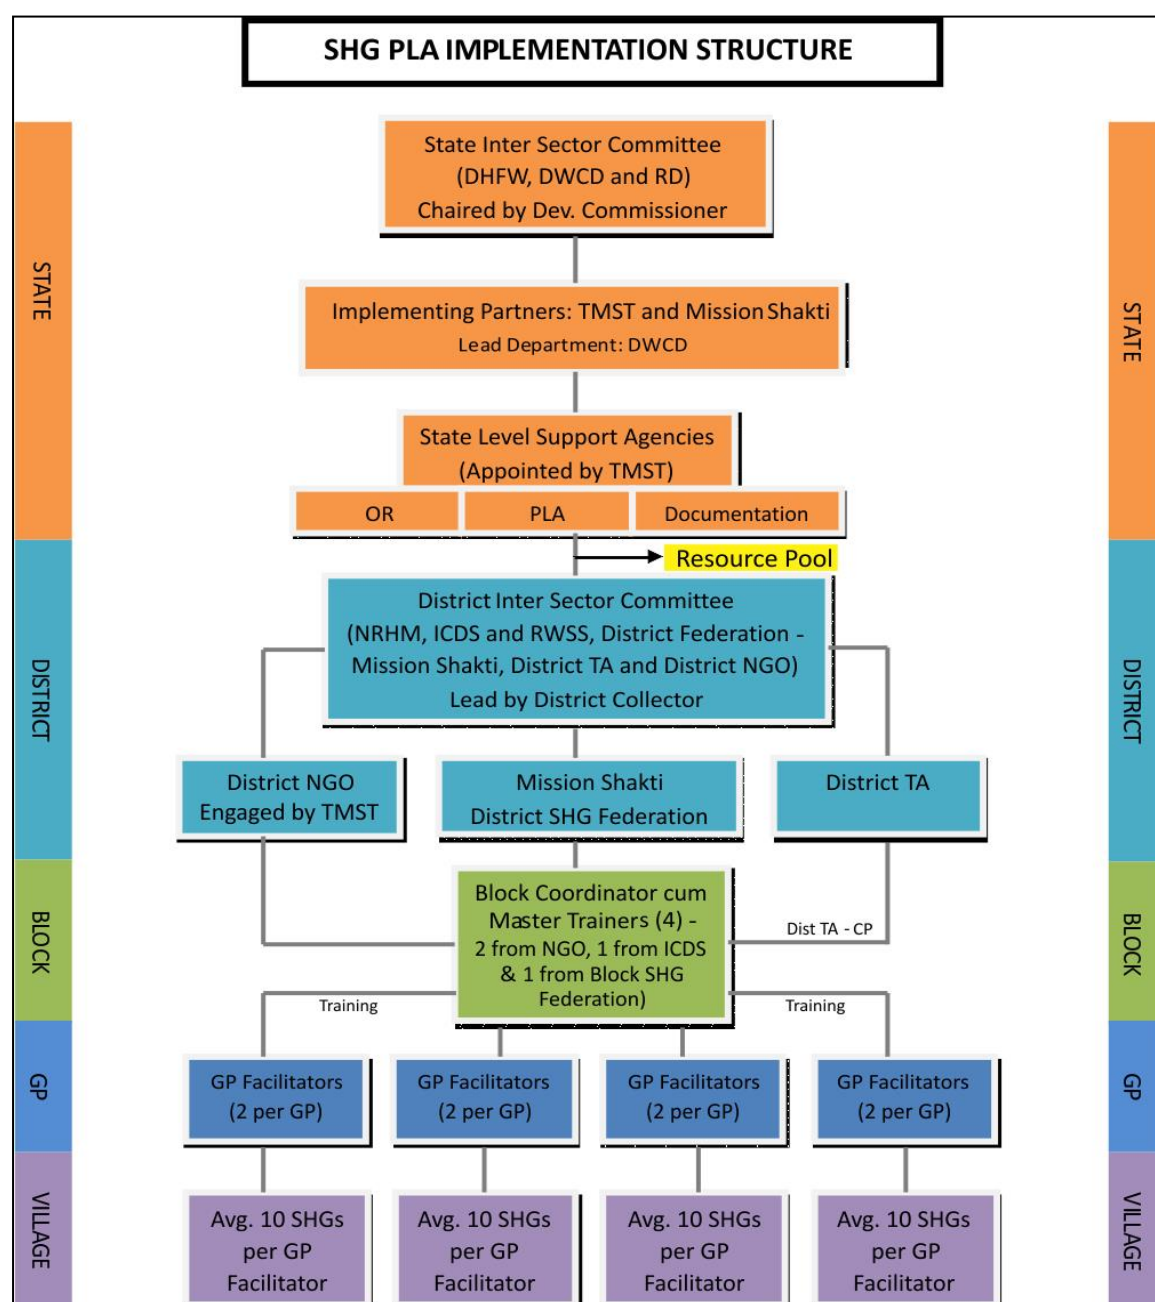 SHG PLA IMPLEMENTATION STRUCTURE
STATE
STATE
State Inter Sector Committee
(DHFW, DWCD and RD)
Chaired by Dev. Commissioner
Implementing Partners: TMST and Mission Shakti
Lead Department: DWCD
State Level Support Agencies
(Appointed by TMST)
OR
PLA
Documentation
Resource Pool
DISTRICT
DISTRICT
District Inter Sector Committee
(NRHM, ICDS and RWSS, District Federation -
Mission Shakti, District TA and District NGO)
Lead by District Collector
District NGO
Engaged by TMST
Mission Shakti
District SHG Federation
District TA
BLOCK
BLOCK
Block Coordinator cum
Master Trainers (4) -
2 from NGO, 1 from ICDS
& 1 from Block SHG
Federation)
Dist TA - CP
Training
Training
GP
GP
GP Facilitators
(2 per GP)
GP Facilitators
(2 per GP)
GP Facilitators
(2 per GP)
GP Facilitators
(2 per GP)
VILLAGE
VILLAGE
Avg. 10 SHGs
per GP
Facilitator
Avg. 10 SHGs
per GP
Facilitator
Avg. 10 SHGs
per GP
Facilitator
Avg. 10 SHGs
per GP
Facilitator